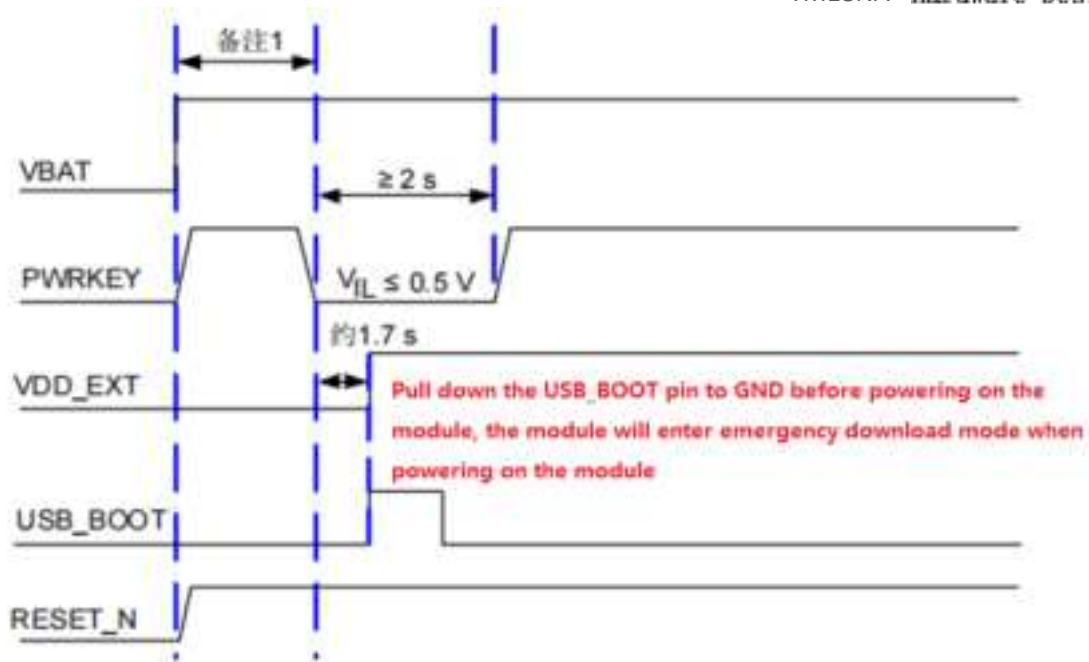 备注1
VBAT
≥ 2 s
PWRKEY
VIL ≤ 0.5 V
约1.7 s
VDD_EXT
Pull down the USB_BOOT pin to GND before powering on the
module, the module will enter emergency download mode when
powering on the module
USB_BOOT
RESET_N